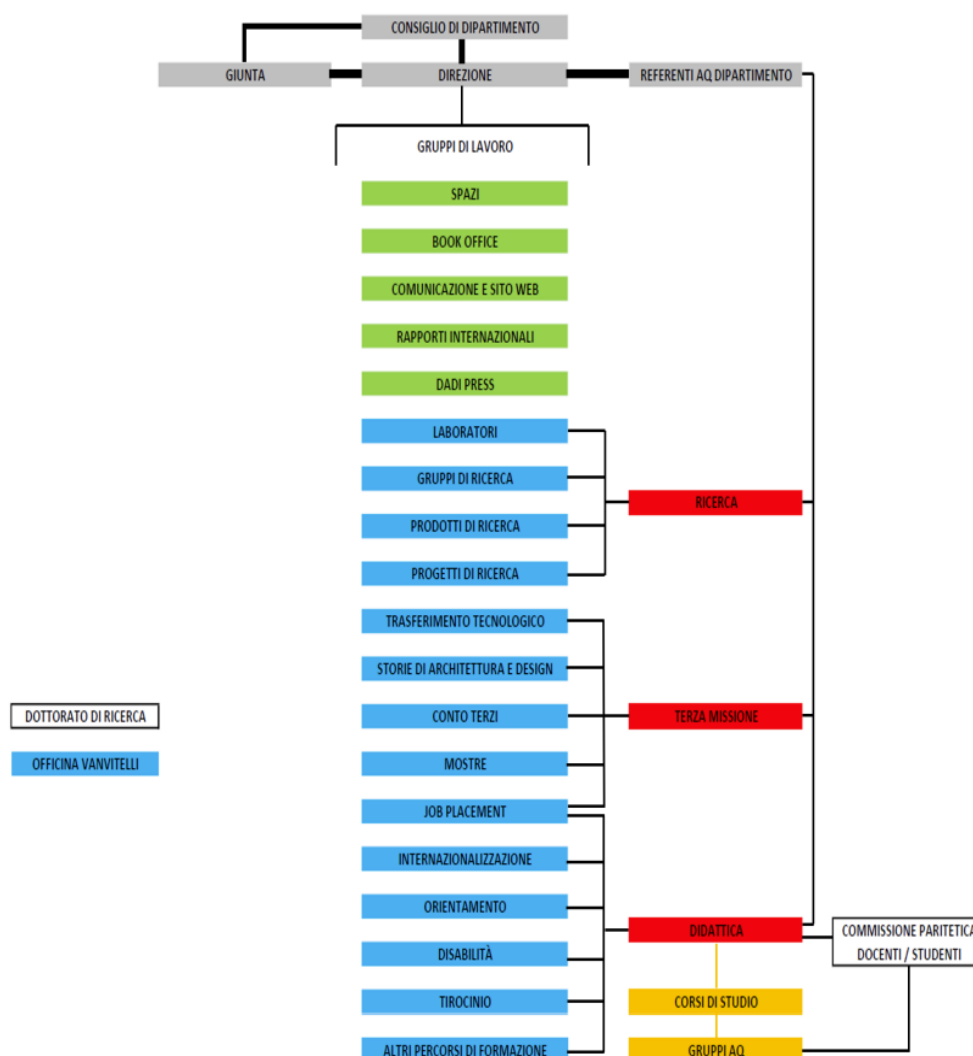 CONSIGLIO DI DIPARTIMENTO
GIUNTA
DIREZIONE
REFERENTI AQ DIPARTIMENTO
GRUPPI DI LAVORO
SPAZI
BOOK OFFICE
COMUNICAZIONE E SITO WEB
RAPPORTI INTERNAZIONALI
DADI PRESS
LABORATORI
GRUPPI DI RICERCA
RICERCA
PRODOTTI DI RICERCA
PROGETTI DI RICERCA
TRASFERIMENTO TECNOLOGICO
STORIE DI ARCHITETTURA E DESIGN
DOTTORATO DI RICERCA
CONTO TERZI
TERZA MISSIONE
OFFICINA VANVITELLI
MOSTRE
JOB PLACEMENT
INTERNAZIONALIZZAZIONE
ORIENTAMENTO
DIDATTICA
COMMISSIONE PARITETICA
DOCENTI / STUDENTI
DISABILITÀ
TIROCINIO
CORSI DI STUDIO
ALTRI PERCORSI DI FORMAZIONE
GRUPPI AQ